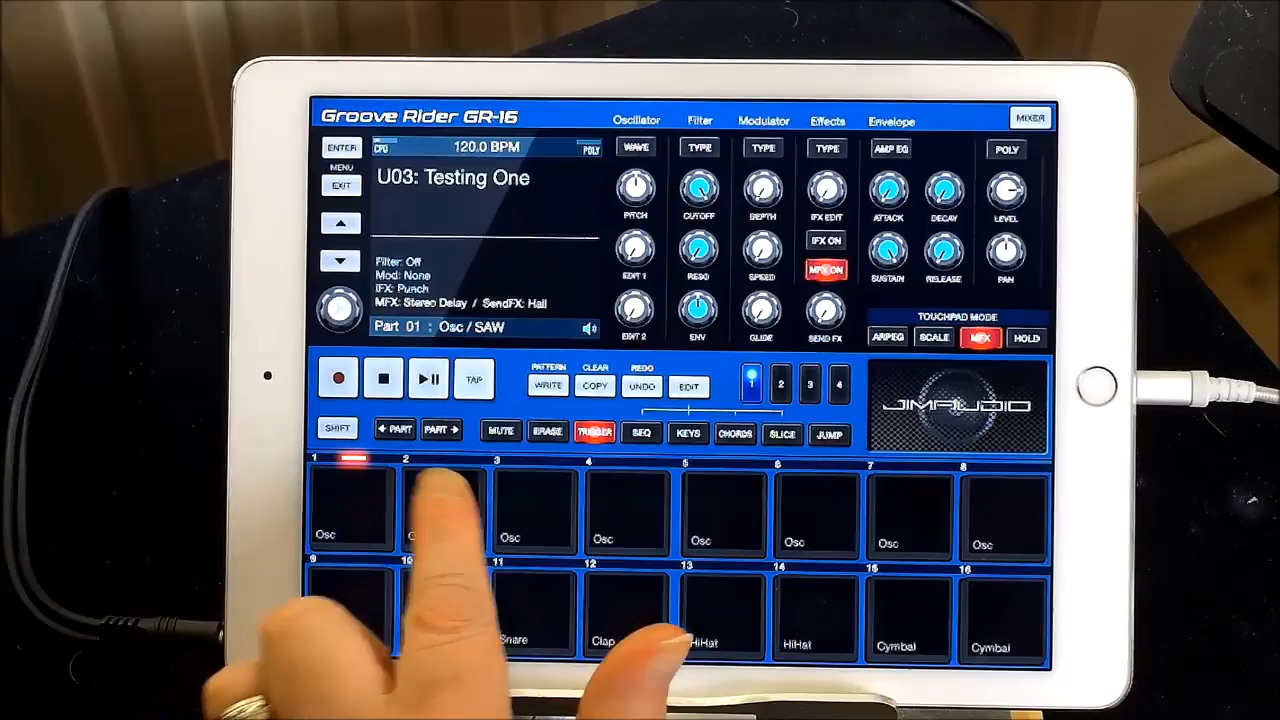 Groove Rider GR-16
Oscillator Filter Modulator Effects Envelope MIXER
ENTER CPU 120.0 BPM POLY WAVE TYPE TYPE TYPE AMP EG POLY
MENU
EXIT U03: Testing One
PITCH CUTOFF DEPTH IFX EDIT ATTACK DECAY LEVEL
IFX ON
Filter: Off
Mod: None
IFX: Punch
MFX: Stereo Delay / SendFX: Hall
EDIT 1 RESO SPEED MFX ON SUSTAIN RELEASE PAN
Part 01 : Osc / SAW
EDIT 2 ENV GLIDE SEND FX
TOUCHPAD MODE
ARPEG SCALE MFX HOLD
PATTERN CLEAR REDO
TAP WRITE COPY UNDO EDIT 1 2 3 4
JIMAUDIO
SHIFT PART PART MUTE ERASE TRIGGER SEQ KEYS CHORDS SLICE JUMP
1 2 3 4 5 6 7 8
Osc Osc Osc Osc Osc Osc Osc
9 10 11 12 13 14 15 16
Snare Clap HiHat HiHat Cymbal Cymbal